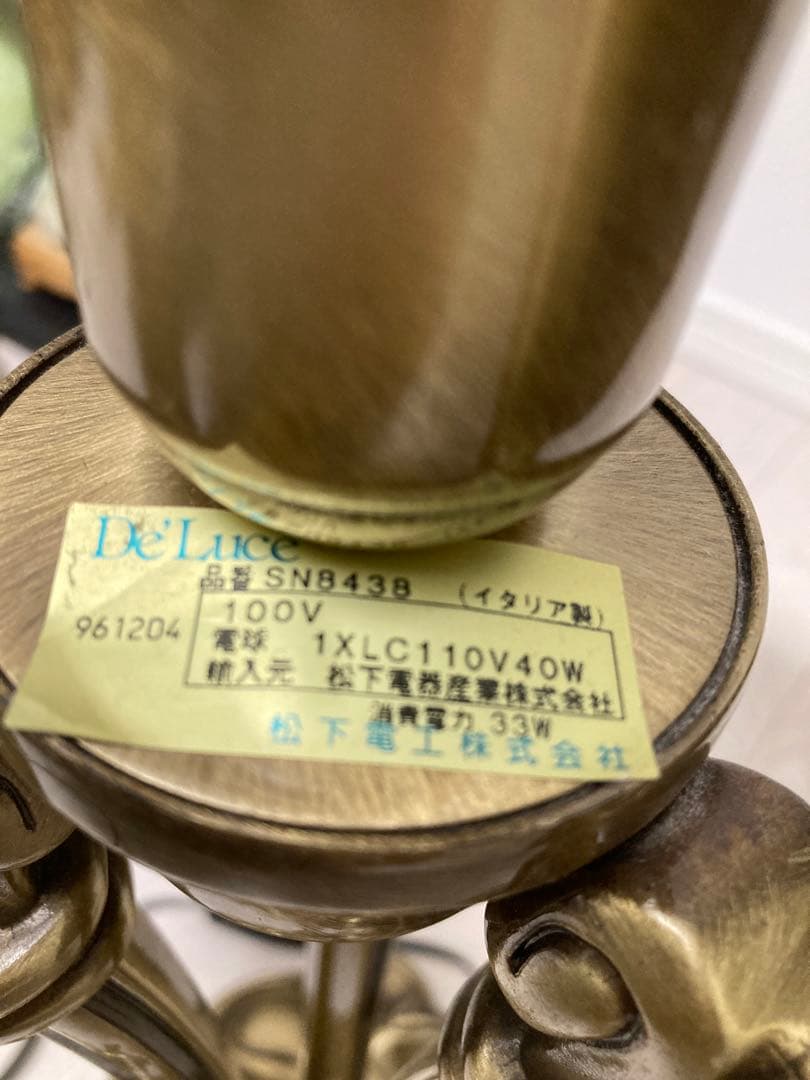 De'Luce
品番 SN8438 (イタリア製)
961204
100V
電球 1XLC110V40W
輸入元 松下電器産業株式会社
消費電力 33W
松下電工株式会社